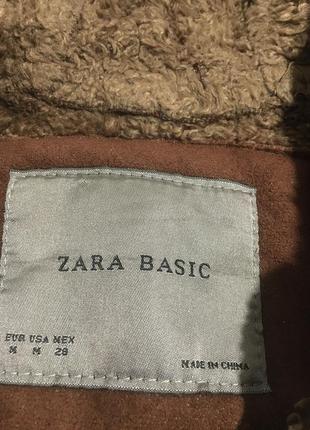 ZARA BASIC
EUR USA MEX
M M 28
MADE IN CHINA